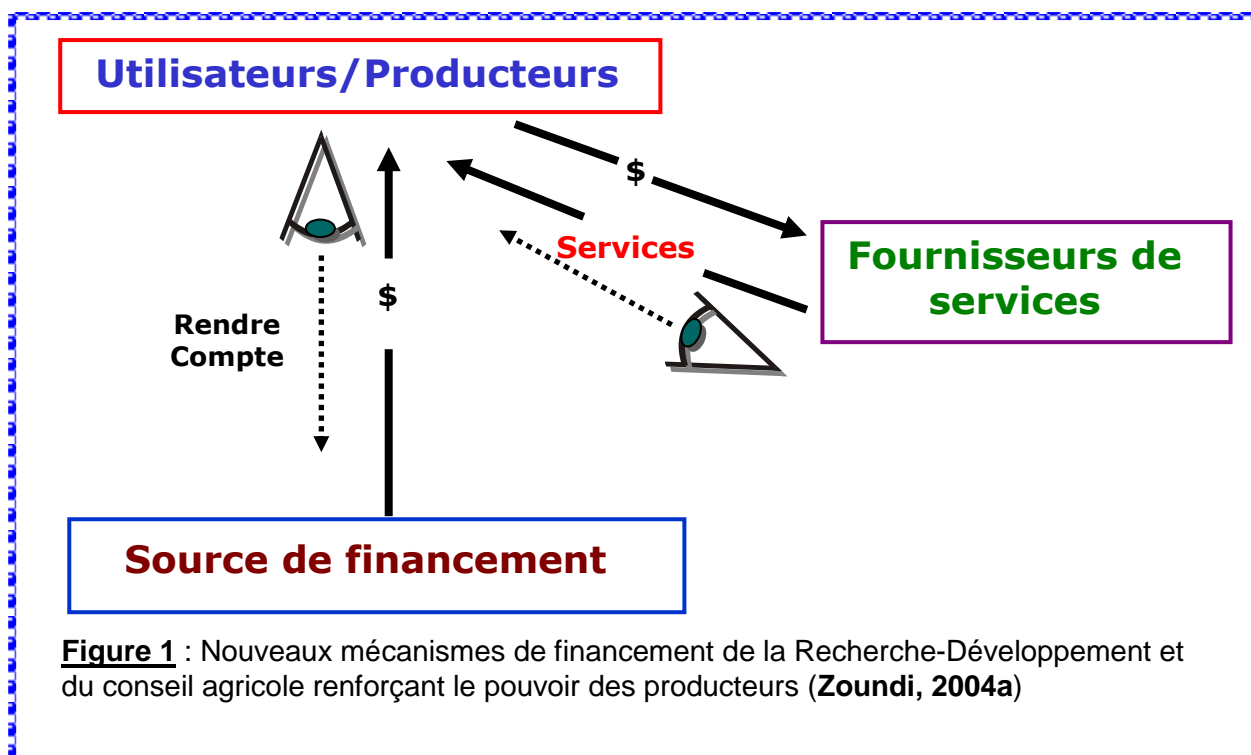 Utilisateurs/Producteurs
$
$
Services
Fournisseurs de
services
Rendre
Compte
Source de financement
Figure 1 : Nouveaux mécanismes de financement de la Recherche-Développement et
du conseil agricole renforçant le pouvoir des producteurs (Zoundi, 2004a)